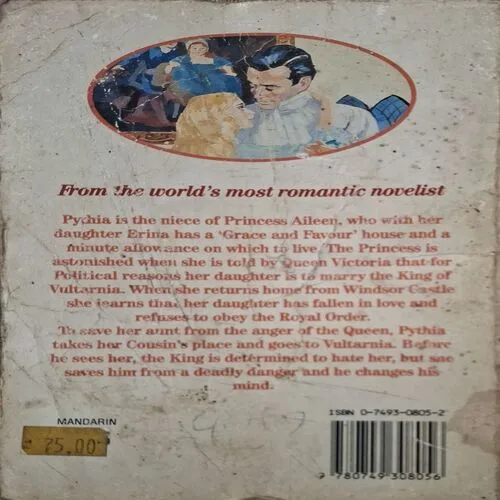 From the world's most romantic novelist
Pythia is the niece of Princess Aileen, who with her
daughter Erina has a 'Grace and Favour' house and a
minute allowance on which to live. The Princess is
astonished when she is told by Queen Victoria that for
Political reasons her daughter is to marry the King of
Vultarnia. When she returns home from Windsor Castle
she learns that her daughter has fallen in love and
refuses to obey the Royal Order.
To save her aunt from the anger of the Queen, Pythia
takes her Cousin's place and goes to Vultarnia. Before
he sees her, the King is determined to hate her, but she
saves him from a deadly danger and he changes his
mind.
MANDARIN
75.00
ISBN 0-7493-0805-2
9 780749 308056